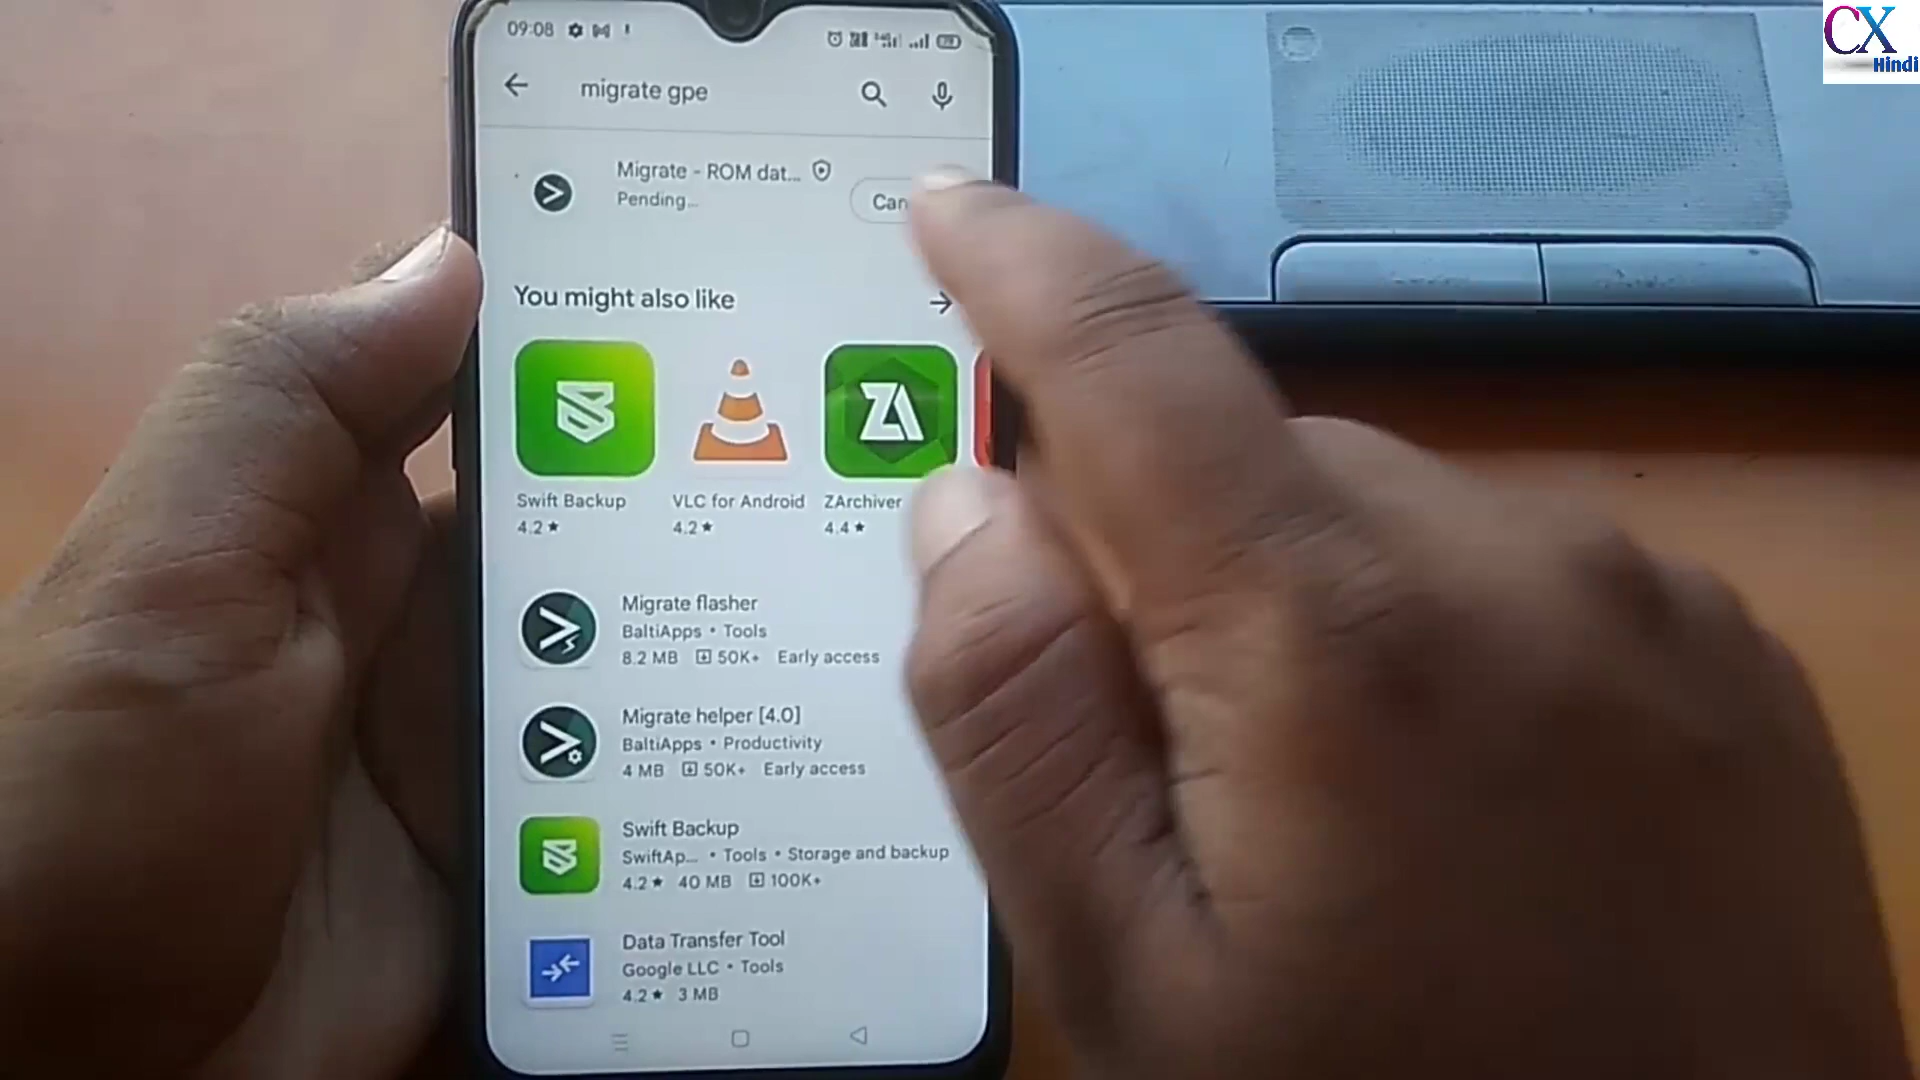 CX
Hindi
09:08
migrate gpe
Migrate - ROM dat...
Pending...
Can
You might also like
Swift Backup
4.2★
VLC for Android
4.2★
ZArchiver
4.4★
Migrate flasher
BaltiApps • Tools
8.2 MB 50K+ Early access
Migrate helper [4.0]
BaltiApps • Productivity
4 MB 50K+ Early access
Swift Backup
SwiftAp... • Tools • Storage and backup
4.2★ 40 MB 100K+
Data Transfer Tool
Google LLC • Tools
4.2★ 3 MB